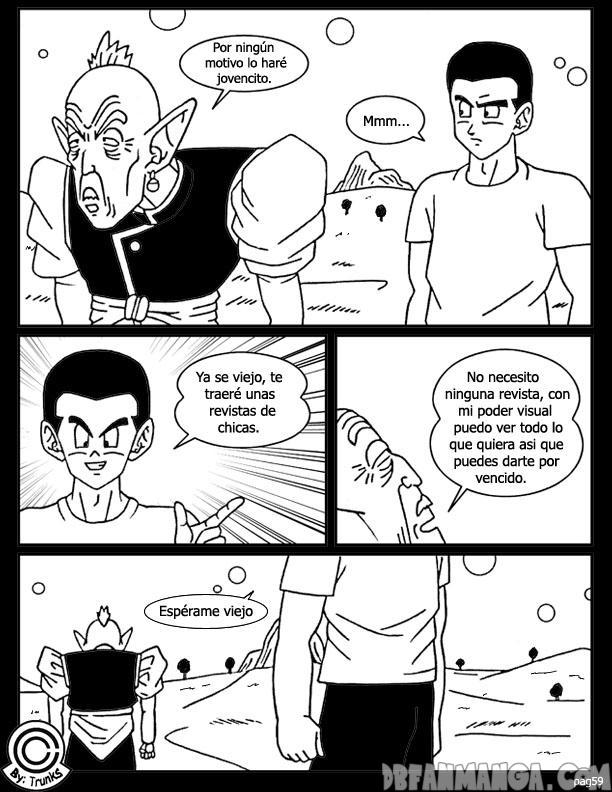 Por ningún
motivo lo haré
jovencito.
Mmm...
Ya se viejo, te
traeré unas
revistas de
chicas.
No necesito
ninguna revista, con
mi poder visual
puedo ver todo lo
que quiera asi que
puedes darte por
vencido.
Espérame viejo
By: Trunks
DBFANMANGA.COM
pag59